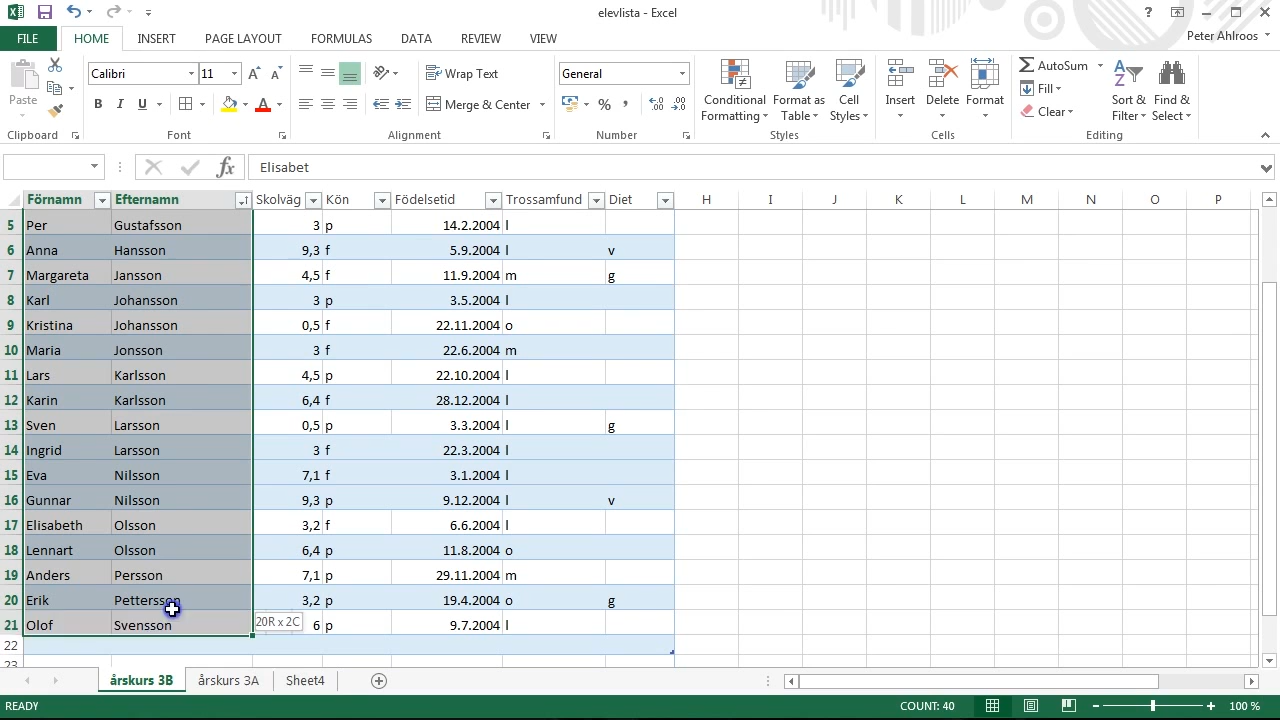 elevlista - Excel
FILE HOME INSERT PAGE LAYOUT FORMULAS DATA REVIEW VIEW Peter Ahlroos
Paste
Calibri 11
B I U A
Wrap Text
Merge & Center
General
%
Conditional Formatting
Format as Table
Cell Styles
Insert Delete Format
AutoSum
Fill
Clear
Sort & Filter
Find & Select
Clipboard Font Alignment Number Styles Cells Editing
fx Elisabet
Förnamn Efternamn Skolväg Kön Födelsetid Trossamfund Diet H I J K L M N O P
5 Per Gustafsson 3 p 14.2.2004 l
6 Anna Hansson 9,3 f 5.9.2004 l v
7 Margareta Jansson 4,5 f 11.9.2004 m g
8 Karl Johansson 3 p 3.5.2004 l
9 Kristina Johansson 0,5 f 22.11.2004 o
10 Maria Jonsson 3 f 22.6.2004 m
11 Lars Karlsson 4,5 p 22.10.2004 l
12 Karin Karlsson 6,4 f 28.12.2004 l
13 Sven Larsson 0,5 p 3.3.2004 l g
14 Ingrid Larsson 3 f 22.3.2004 l
15 Eva Nilsson 7,1 f 3.1.2004 l
16 Gunnar Nilsson 9,3 p 9.12.2004 l v
17 Elisabeth Olsson 3,2 f 6.6.2004 l
18 Lennart Olsson 6,4 p 11.8.2004 o
19 Anders Persson 7,1 p 29.11.2004 m
20 Erik Pettersson 3,2 p 19.4.2004 o g
21 Olof Svensson 6 p 9.7.2004 l
20R x 2C
22
23
årskurs 3B årskurs 3A Sheet4
READY COUNT: 40 100 %